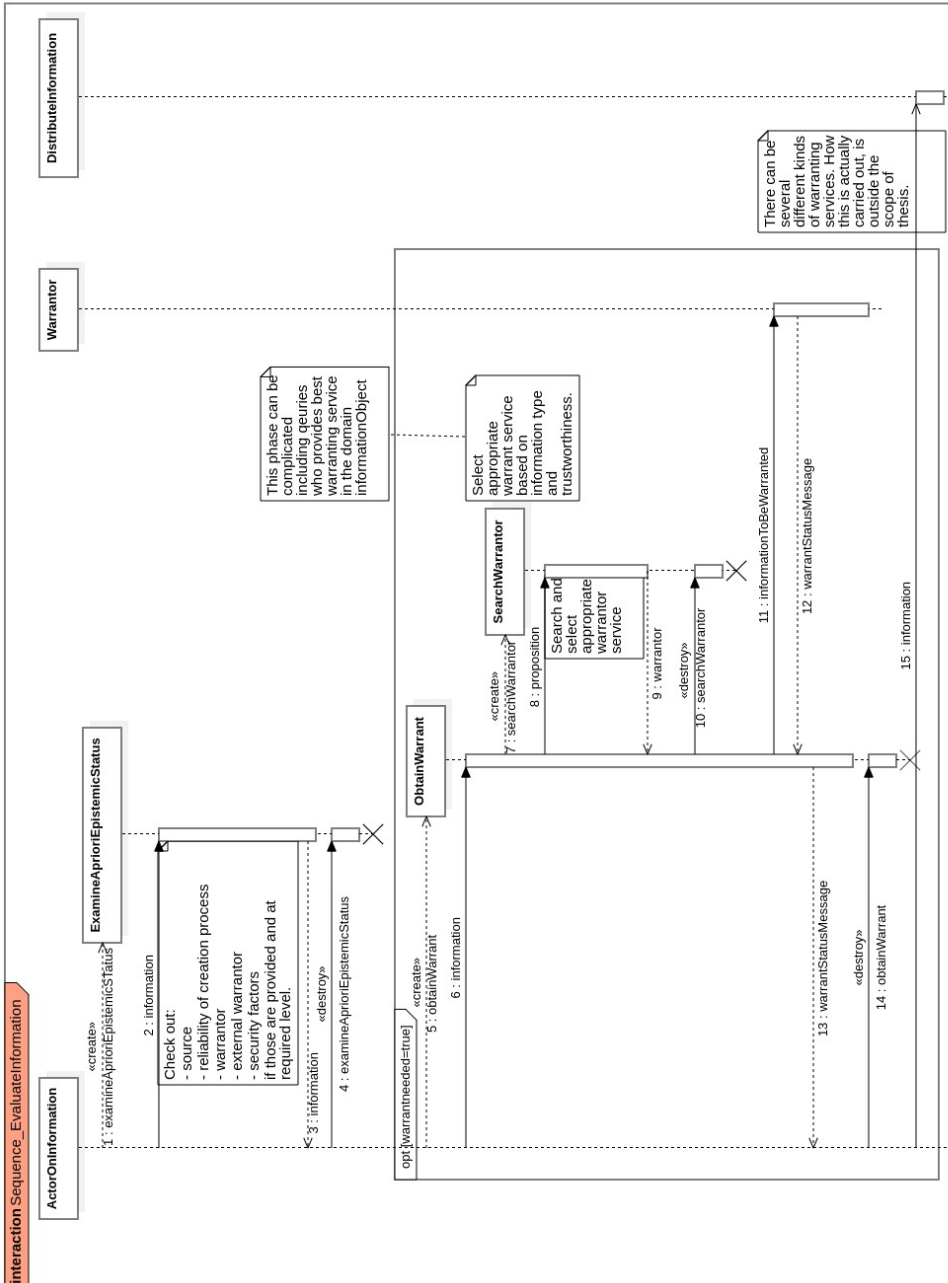 interaction Sequence_EvaluateInformation
ActorOnInformation
ExamineAprioriEpistemicStatus
Warrantor
DistributeInformation
«create»
1 : examineAprioriEpistemicSTatus
2 : information
Check out:
- source
- reliability of creation process
- warrantor
- external warrantor
- security factors
if those are provided and at
required level.
3 : information
«destroy»
4 : examineAprioriEpistemicStatus
This phase can be
complicated
including qeuries
who provides best
warranting service
in the domain
informationObject
opt [warrantneeded=true]
«create»
5 : obtainWarrant
ObtainWarrant
6 : information
Select
appropriate
warrant service
based on
information type
and
trustworthiness.
«create»
7 : searchWarrantor
SearchWarrantor
8 : proposition
Search and
select
appropriate
warrantor
service
9 : warrantor
«destroy»
10 : searchWarrantor
11 : informationToBeWarranted
12 : warrantStatusMessage
13 : warrantStatusMessage
«destroy»
14 : obtainWarrant
There can be
several
different kinds
of warranting
services. How
this is actually
carried out, is
outside the
scope of
thesis.
15 : information